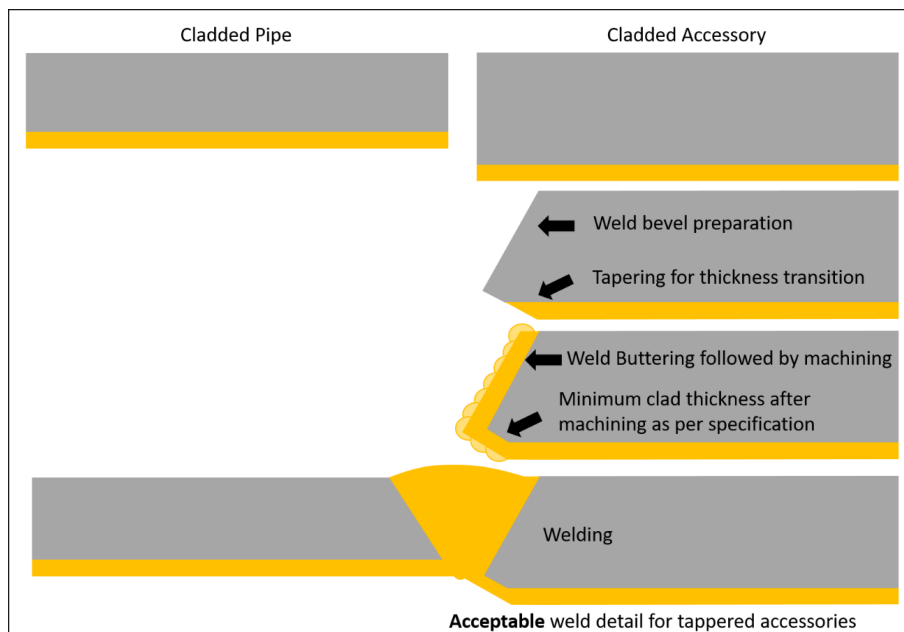 Cladded Pipe
Cladded Accessory
Weld bevel preparation
Tapering for thickness transition
Weld Buttering followed by machining
Minimum clad thickness after
machining as per specification
Welding
Acceptable weld detail for tappered accessories